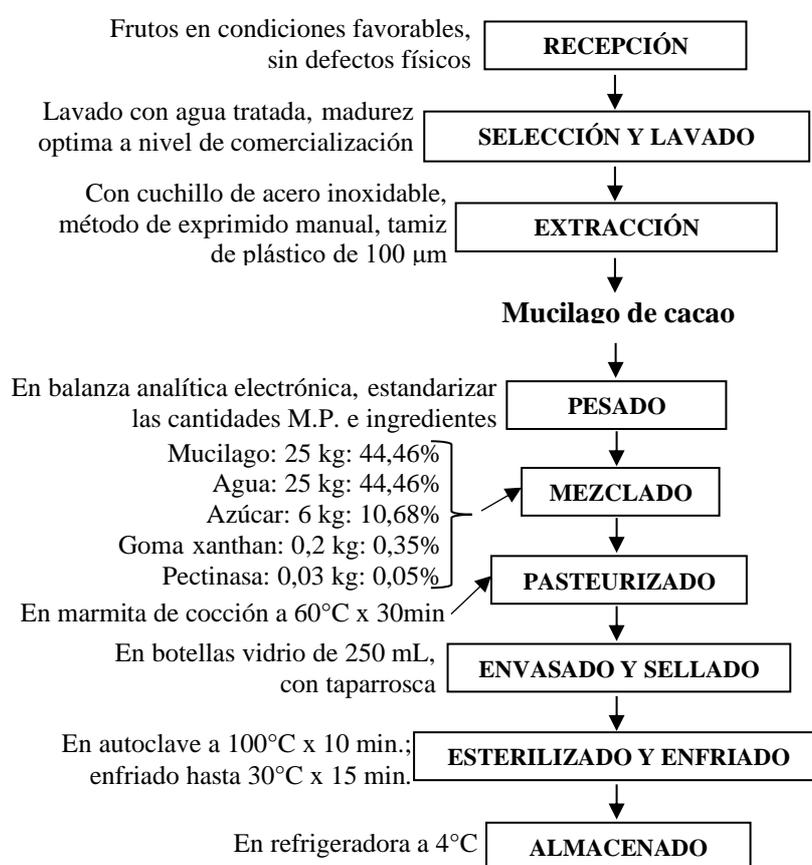 Frutos en condiciones favorables,
sin defectos físicos
RECEPCIÓN
Lavado con agua tratada, madurez
optima a nivel de comercialización
SELECCIÓN Y LAVADO
Con cuchillo de acero inoxidable,
método de exprimido manual, tamiz
de plástico de 100 µm
EXTRACCIÓN
Mucilago de cacao
En balanza analítica electrónica, estandarizar
las cantidades M.P. e ingredientes
PESADO
Mucilago: 25 kg: 44,46%
Agua: 25 kg: 44,46%
Azúcar: 6 kg: 10,68%
Goma xanthan: 0,2 kg: 0,35%
Pectinasa: 0,03 kg: 0,05%
MEZCLADO
En marmita de cocción a 60°C x 30min
PASTEURIZADO
En botellas vidrio de 250 mL,
con taparrosca
ENVASADO Y SELLADO
En autoclave a 100°C x 10 min.;
enfriado hasta 30°C x 15 min.
ESTERILIZADO Y ENFRIADO
En refrigeradora a 4°C
ALMACENADO